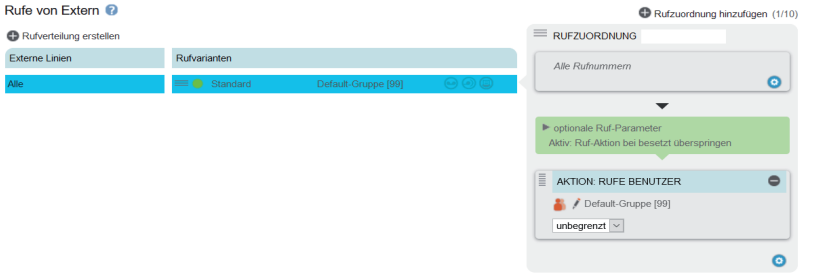 Rufe von Extern ?
Rufverteilung erstellen
Externe Linien Rufvarianten
Alle Standard Default-Gruppe [99]
Rufzuordnung hinzufügen (1/10)
RUFZUORDNUNG
Alle Rufnummern
optionale Ruf-Parameter
Aktiv: Ruf-Aktion bei besetzt überspringen
AKTION: RUFE BENUTZER
Default-Gruppe [99]
unbegrenzt